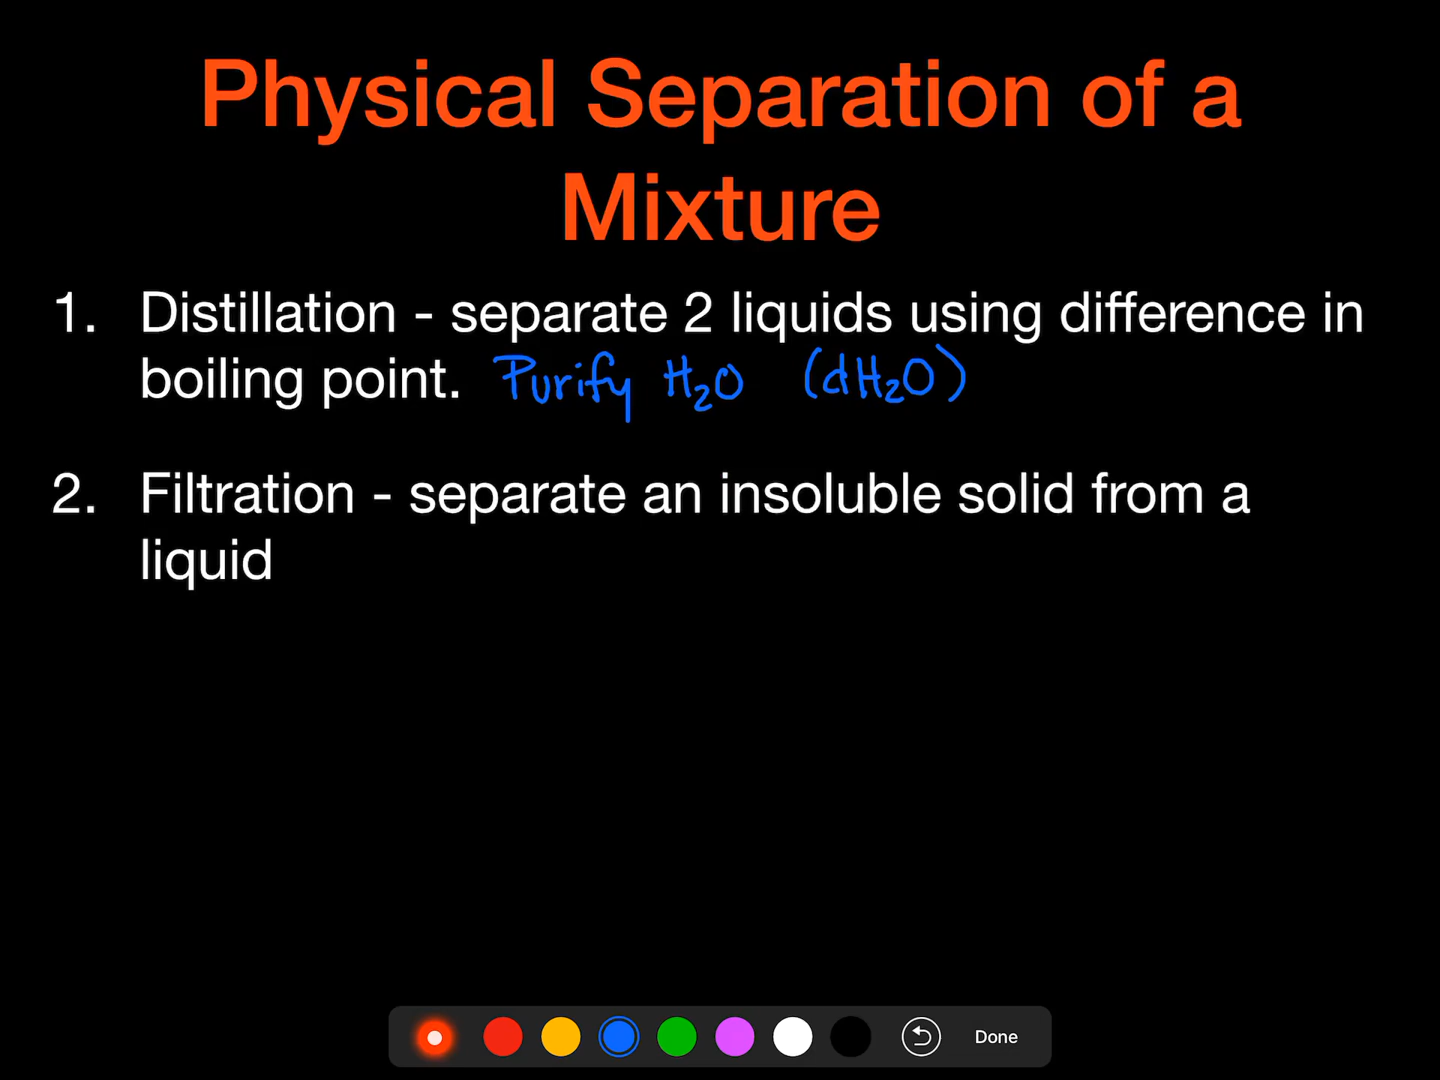 Physical Separation of a
Mixture
1. Distillation - separate 2 liquids using difference in
boiling point. Purify H₂O (dH₂O)
2. Filtration - separate an insoluble solid from a
liquid
Done